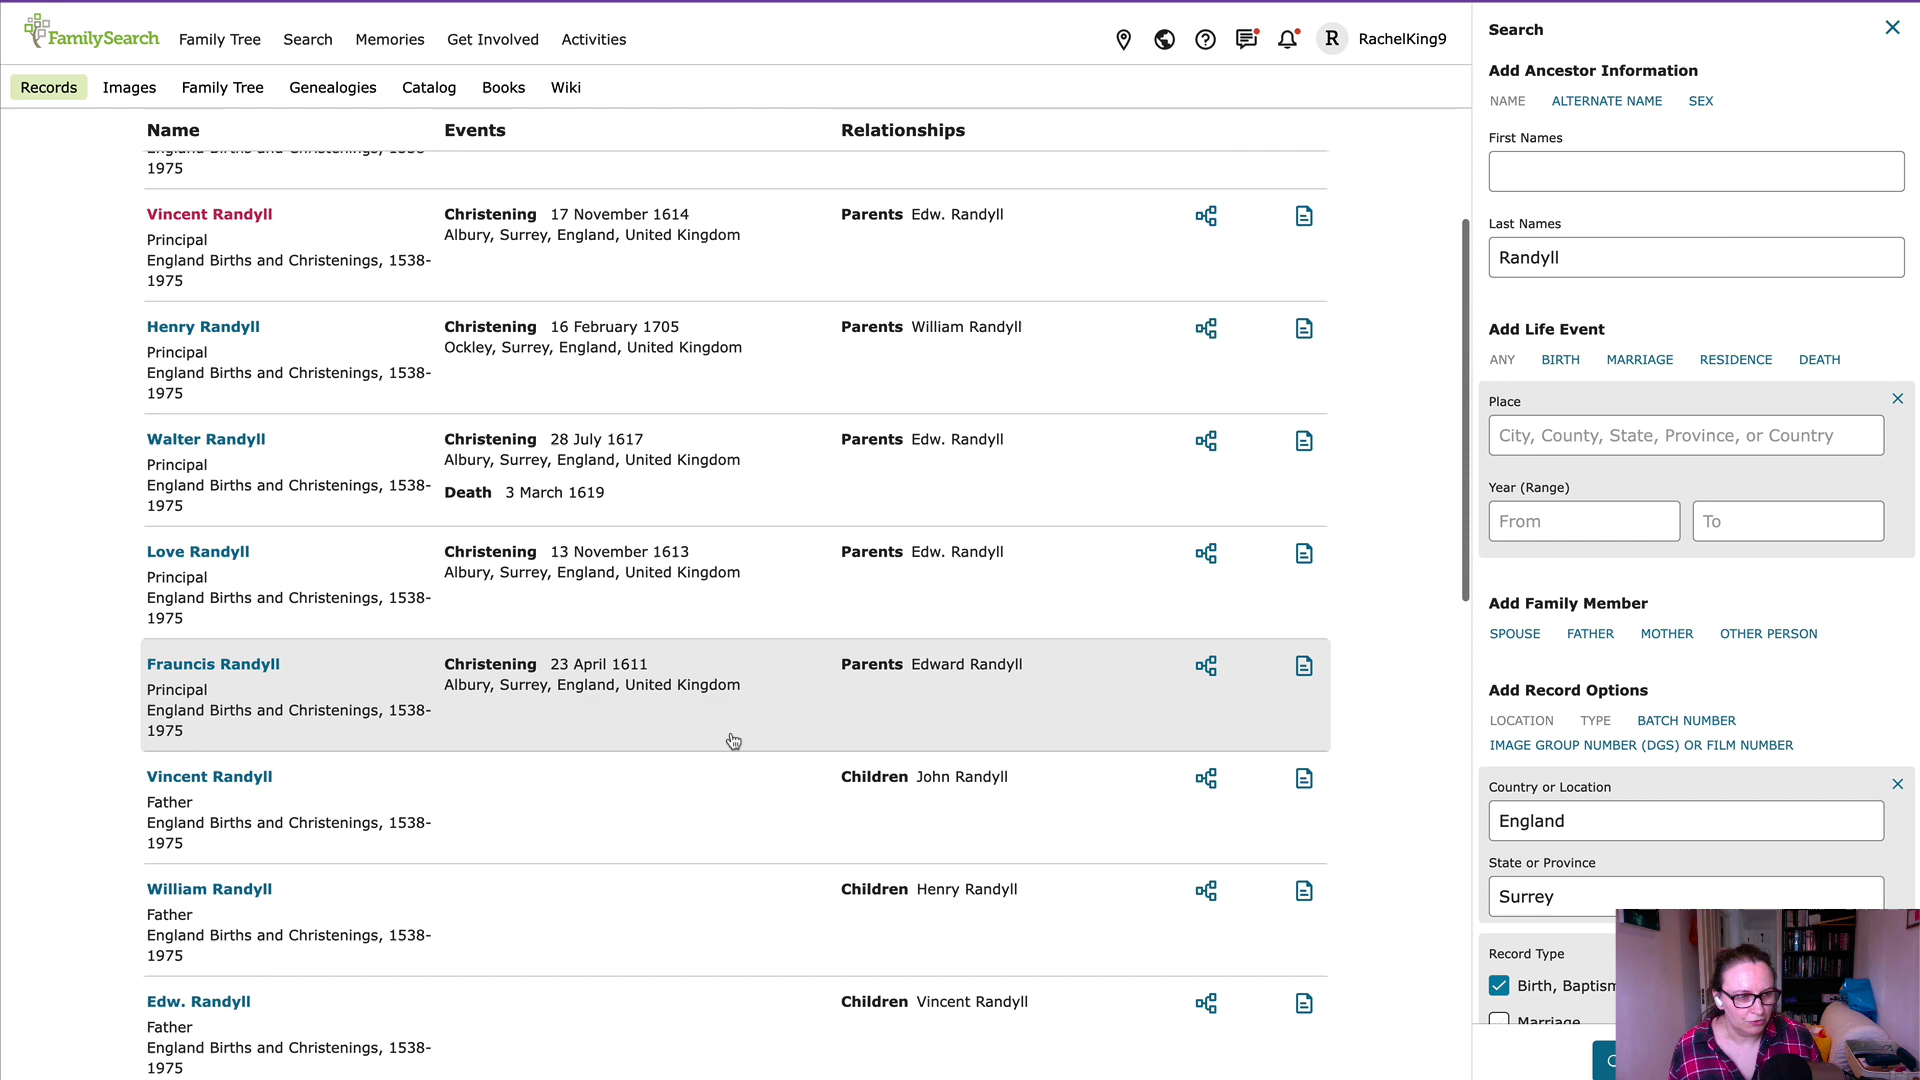 FamilySearch Family Tree Search Memories Get Involved Activities R RachelKing9
Records Images Family Tree Genealogies Catalog Books Wiki
Name Events Relationships
England Births and Christenings, 1538-
1975
Vincent Randyll Christening 17 November 1614 Parents Edw. Randyll
Albury, Surrey, England, United Kingdom
Principal
England Births and Christenings, 1538-
1975
Henry Randyll Christening 16 February 1705 Parents William Randyll
Ockley, Surrey, England, United Kingdom
Principal
England Births and Christenings, 1538-
1975
Walter Randyll Christening 28 July 1617 Parents Edw. Randyll
Albury, Surrey, England, United Kingdom
Principal
England Births and Christenings, 1538-
Death 3 March 1619
1975
Love Randyll Christening 13 November 1613 Parents Edw. Randyll
Albury, Surrey, England, United Kingdom
Principal
England Births and Christenings, 1538-
1975
Frauncis Randyll Christening 23 April 1611 Parents Edward Randyll
Albury, Surrey, England, United Kingdom
Principal
England Births and Christenings, 1538-
1975
Vincent Randyll Children John Randyll
Father
England Births and Christenings, 1538-
1975
William Randyll Children Henry Randyll
Father
England Births and Christenings, 1538-
1975
Edw. Randyll Children Vincent Randyll
Father
England Births and Christenings, 1538-
1975
Search
Add Ancestor Information
NAME ALTERNATE NAME SEX
First Names
Last Names
Randyll
Add Life Event
ANY BIRTH MARRIAGE RESIDENCE DEATH
Place
City, County, State, Province, or Country
Year (Range)
From To
Add Family Member
SPOUSE FATHER MOTHER OTHER PERSON
Add Record Options
LOCATION TYPE BATCH NUMBER
IMAGE GROUP NUMBER (DGS) OR FILM NUMBER
Country or Location
England
State or Province
Surrey
Record Type
Birth, Baptism
Marriage